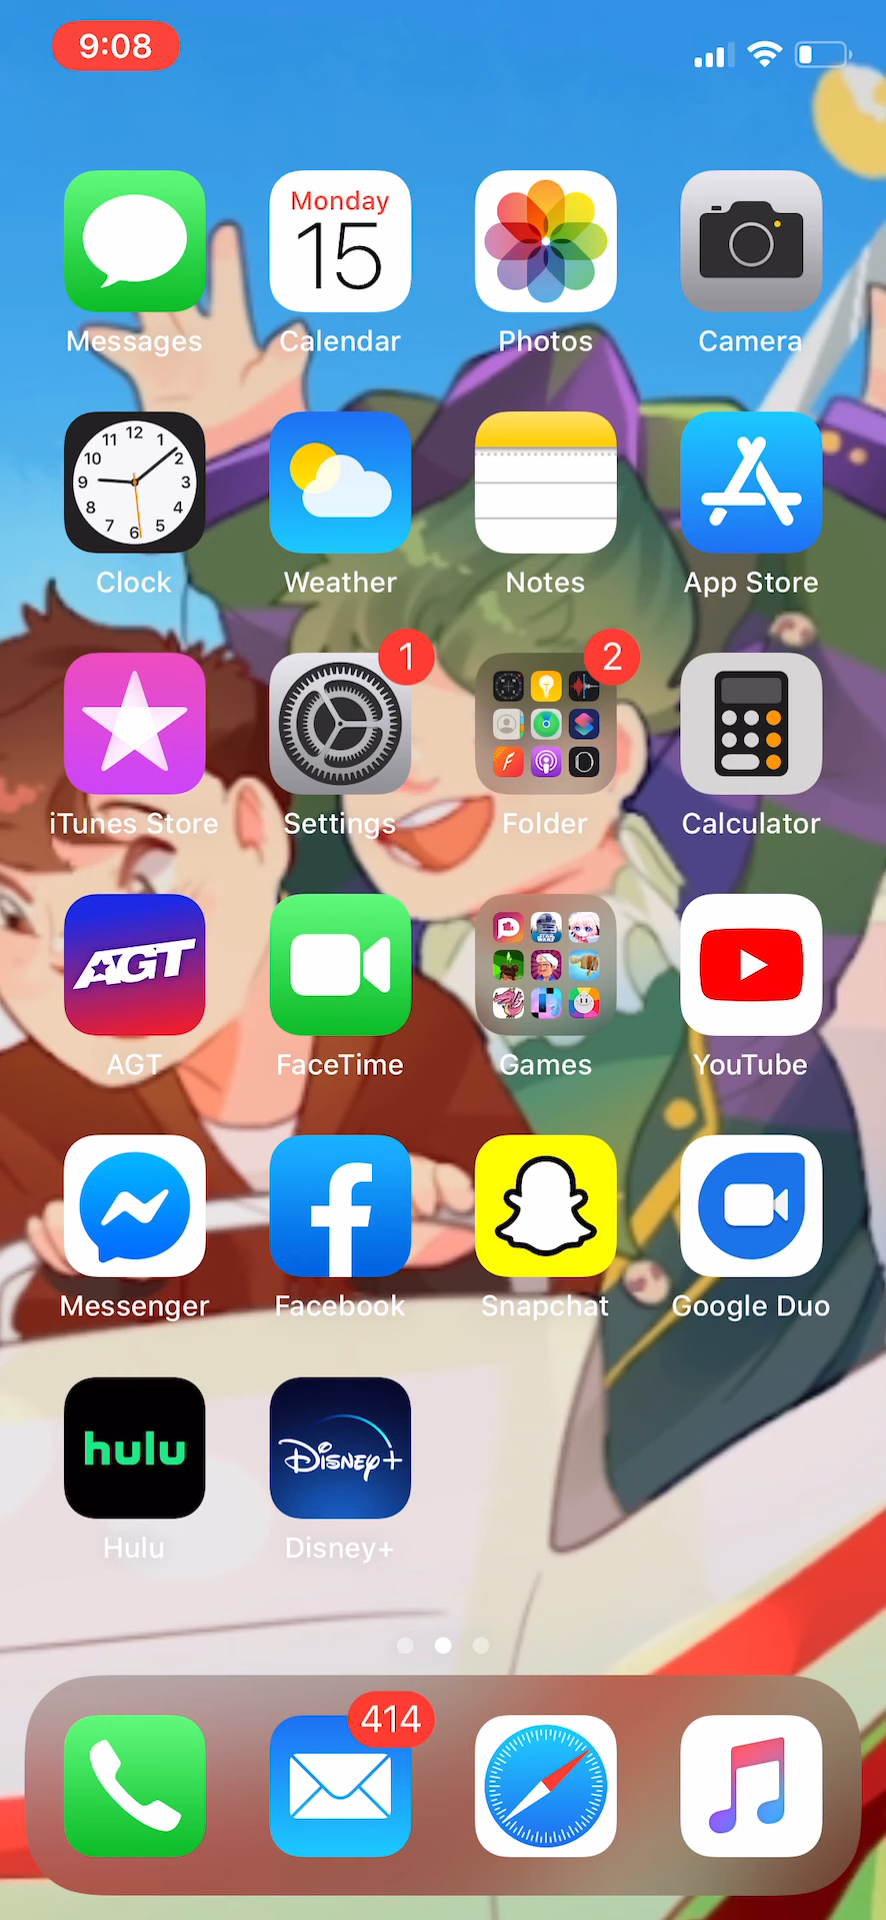 9:08
Monday
15
Messages
Calendar
Photos
Camera
12
11 1
10 2
9 3
8 4
7 5
6
Clock
Weather
Notes
App Store
1
2
iTunes Store
Settings
Folder
Calculator
AGT
STAR WARS
AGT
FaceTime
Games
YouTube
Messenger
Facebook
Snapchat
Google Duo
hulu
Disney+
Hulu
Disney+
414